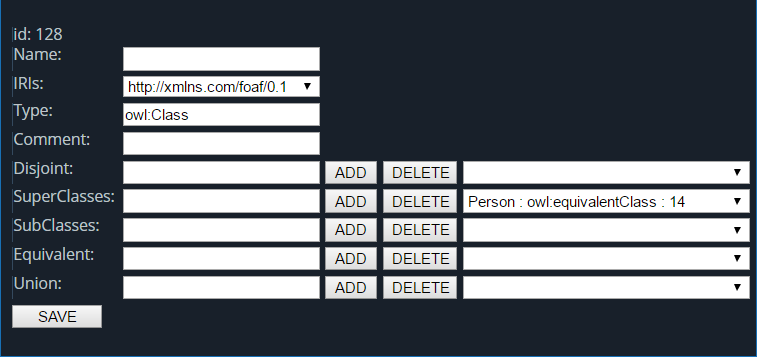 id: 128
Name:
IRIs: http://xmlns.com/foaf/0.1
Type: owl:Class
Comment:
Disjoint: ADD DELETE
SuperClasses: ADD DELETE Person : owl:equivalentClass : 14
SubClasses: ADD DELETE
Equivalent: ADD DELETE
Union: ADD DELETE
SAVE